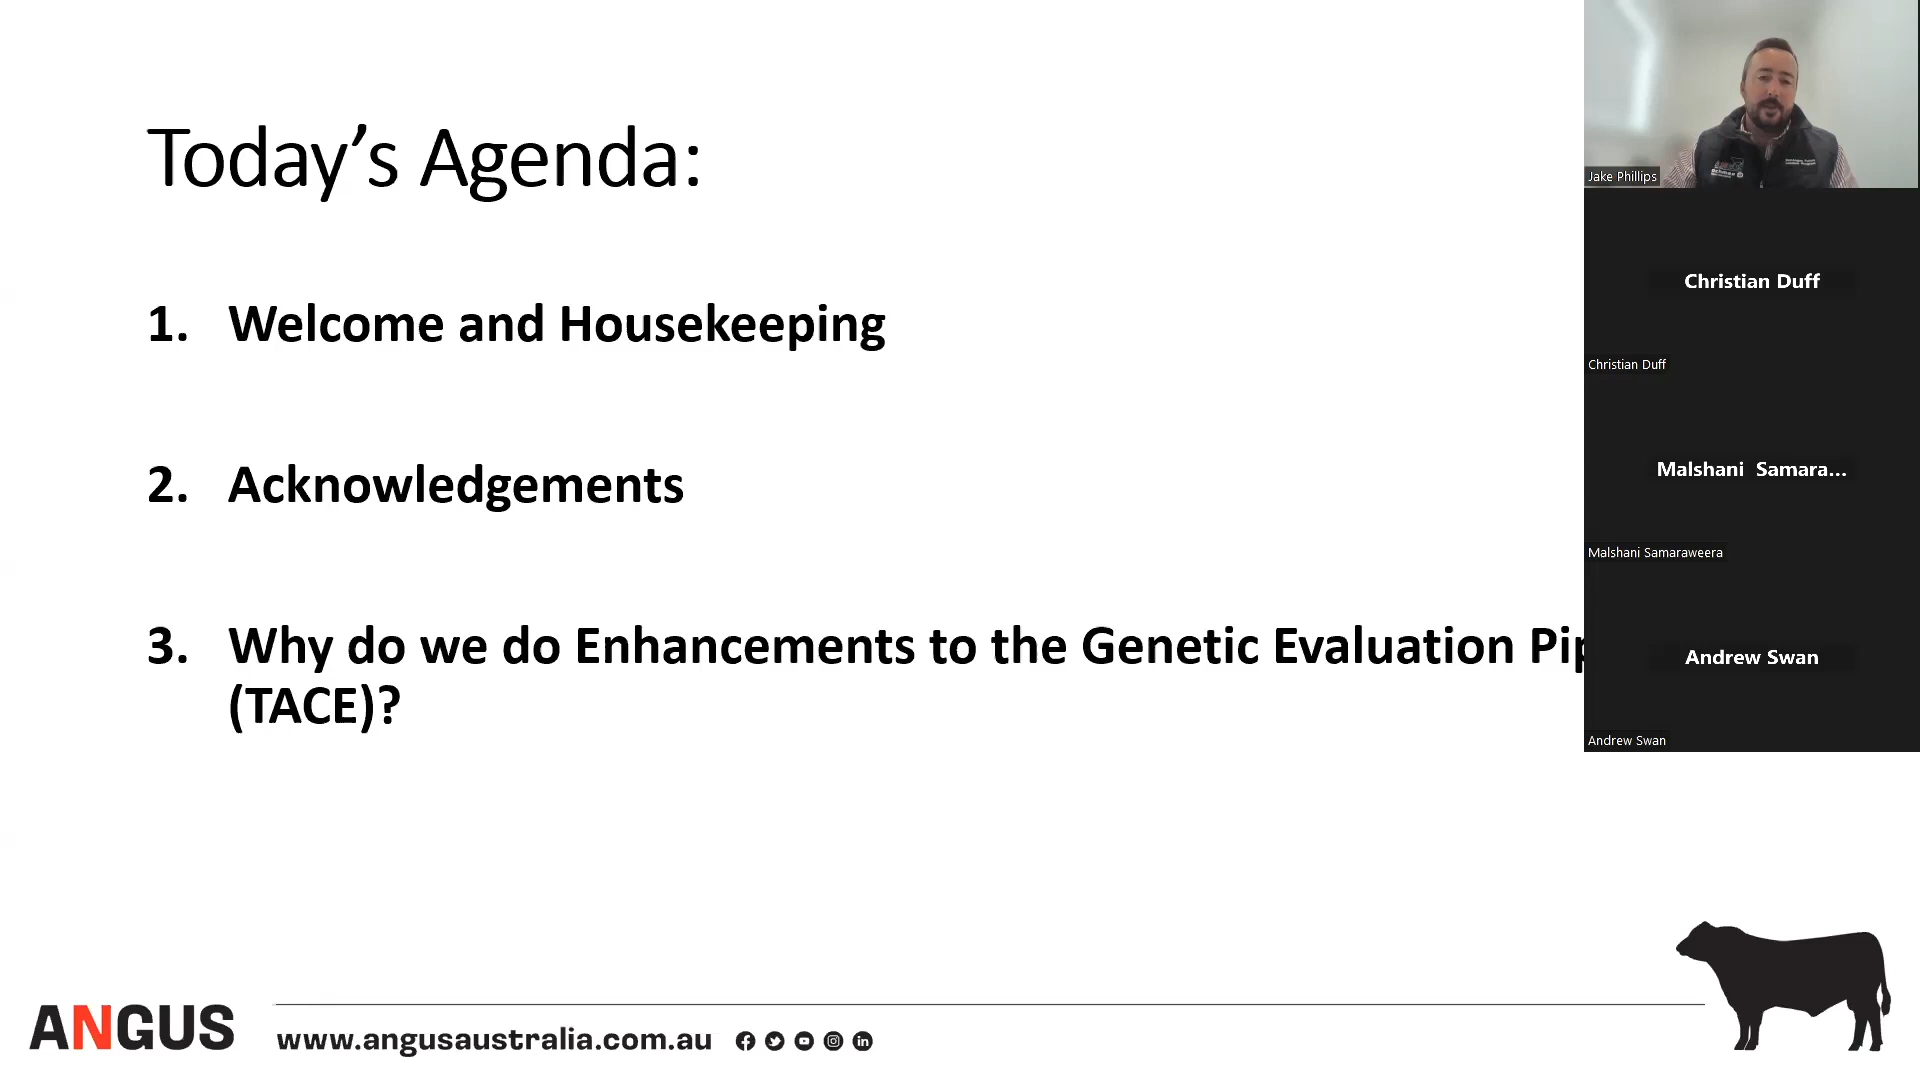 Today's Agenda:
1. Welcome and Housekeeping
2. Acknowledgements
3. Why do we do Enhancements to the Genetic Evaluation Pip
(TACE)?
Jake Phillips
Christian Duff
Christian Duff
Malshani Samara...
Malshani Samaraweera
Andrew Swan
Andrew Swan
ANGUS
www.angusaustralia.com.au